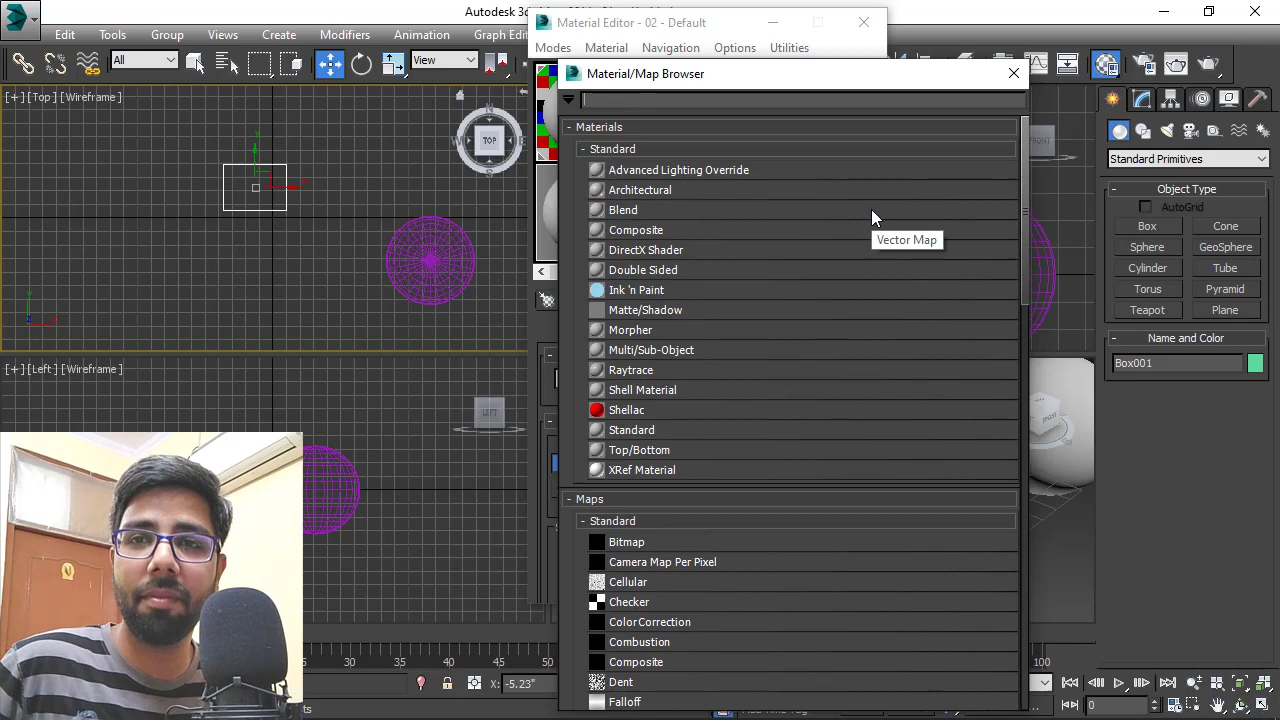 Autodesk 3d
Edit Tools Group Views Create Modifiers Animation Graph Edit
All
View
[+] [Top] [Wireframe]
N
W
TOP
S
y
x
[+] [Left] [Wireframe]
LEFT
Material Editor - 02 - Default
Modes Material Navigation Options Utilities
Material/Map Browser
- Materials
- Standard
Advanced Lighting Override
Architectural
Blend
Composite
DirectX Shader
Double Sided
Ink 'n Paint
Matte/Shadow
Morpher
Multi/Sub-Object
Raytrace
Shell Material
Shellac
Standard
Top/Bottom
XRef Material
Vector Map
- Maps
- Standard
Bitmap
Camera Map Per Pixel
Cellular
Checker
Color Correction
Combustion
Composite
Dent
Falloff
FRONT
FRONT
Standard Primitives
- Object Type
AutoGrid
Box Cone
Sphere GeoSphere
Cylinder Tube
Torus Pyramid
Teapot Plane
- Name and Color
Box001
30 35 40 45 50
100
X: -5.23"
0